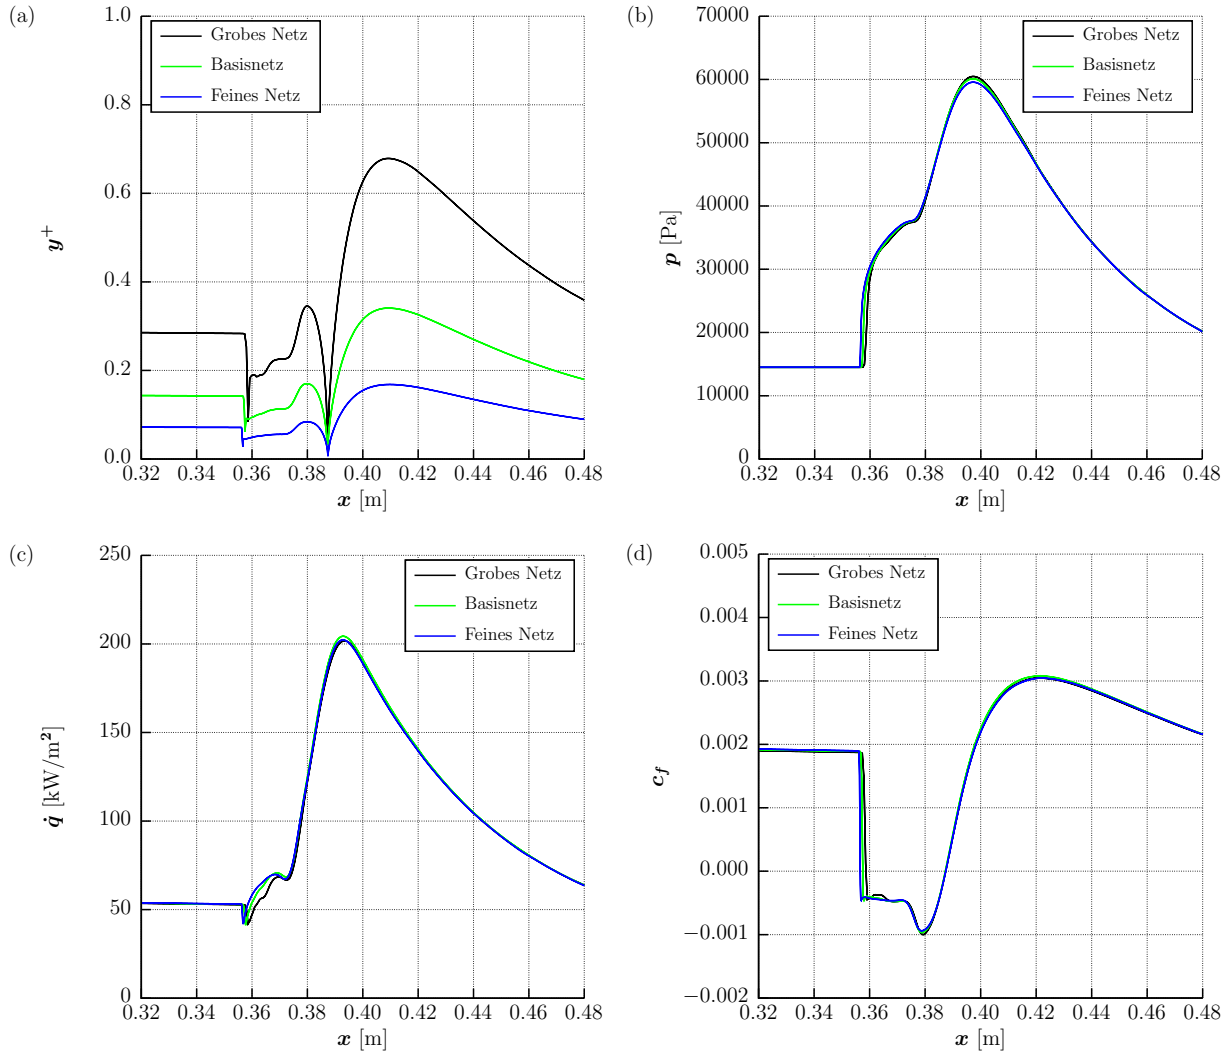 (a)
1.0
0.8
0.6
0.4
0.2
0.0
y+
Grobes Netz
Basisnetz
Feines Netz
0.32 0.34 0.36 0.38 0.40 0.42 0.44 0.46 0.48
x [m]
(b)
70000
60000
50000
40000
30000
20000
10000
0
p [Pa]
Grobes Netz
Basisnetz
Feines Netz
0.32 0.34 0.36 0.38 0.40 0.42 0.44 0.46 0.48
x [m]
(c)
250
200
150
100
50
0
q̇ [kW/m²]
Grobes Netz
Basisnetz
Feines Netz
0.32 0.34 0.36 0.38 0.40 0.42 0.44 0.46 0.48
x [m]
(d)
0.005
0.004
0.003
0.002
0.001
0.000
−0.001
−0.002
cf
Grobes Netz
Basisnetz
Feines Netz
0.32 0.34 0.36 0.38 0.40 0.42 0.44 0.46 0.48
x [m]